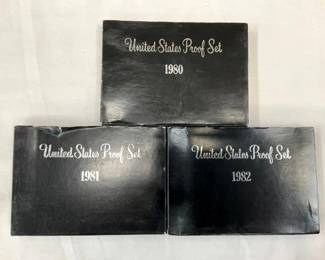 United States Proof Set
1980
United States Proof Set
1981
United States Proof Set
1982